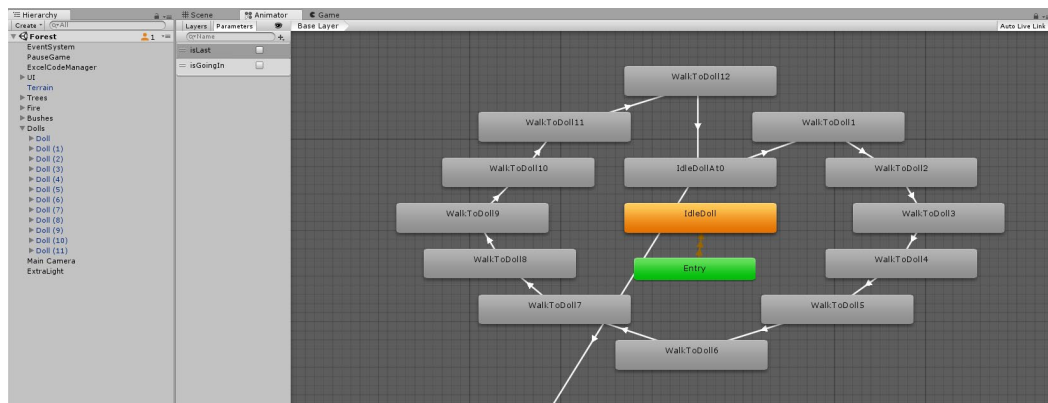 Hierarchy
Create
All
Forest
1
EventSystem
PauseGame
ExcelCodeManager
UI
Terrain
Trees
Fire
Bushes
Dolls
Doll
Doll (1)
Doll (2)
Doll (3)
Doll (4)
Doll (5)
Doll (6)
Doll (7)
Doll (8)
Doll (9)
Doll (10)
Doll (11)
Main Camera
ExtraLight
Scene Animator Game
Layers Parameters
Name
isLast
isGoingIn
Base Layer
Auto Live Link
WalkToDoll12
WalkToDoll11
WalkToDoll1
WalkToDoll10
IdleDollAt0
WalkToDoll2
WalkToDoll9
IdleDoll
WalkToDoll3
WalkToDoll8
Entry
WalkToDoll4
WalkToDoll7
WalkToDoll5
WalkToDoll6